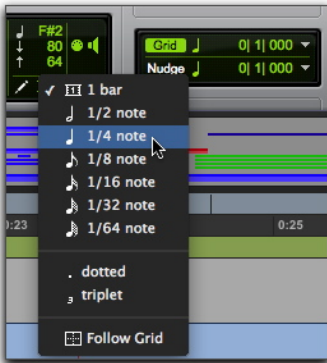 F#2
80
64
Grid 0| 1| 000
Nudge 0| 1| 000
✓ 1 bar
1/2 note
1/4 note
1/8 note
1/16 note
1/32 note
1/64 note
:23 0:25
. dotted
3 triplet
Follow Grid